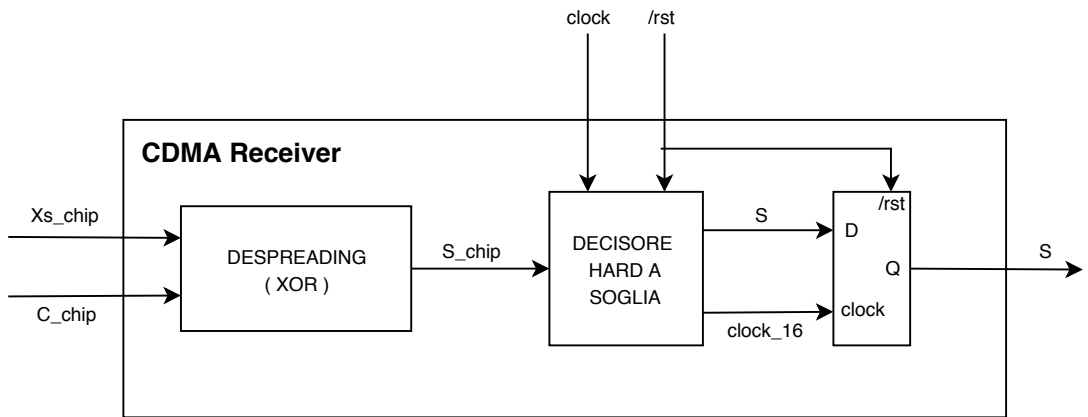 clock
/rst
CDMA Receiver
Xs_chip
C_chip
DESPREADING
( XOR )
S_chip
DECISORE
HARD A
SOGLIA
S
clock_16
/rst
D
Q
clock
S